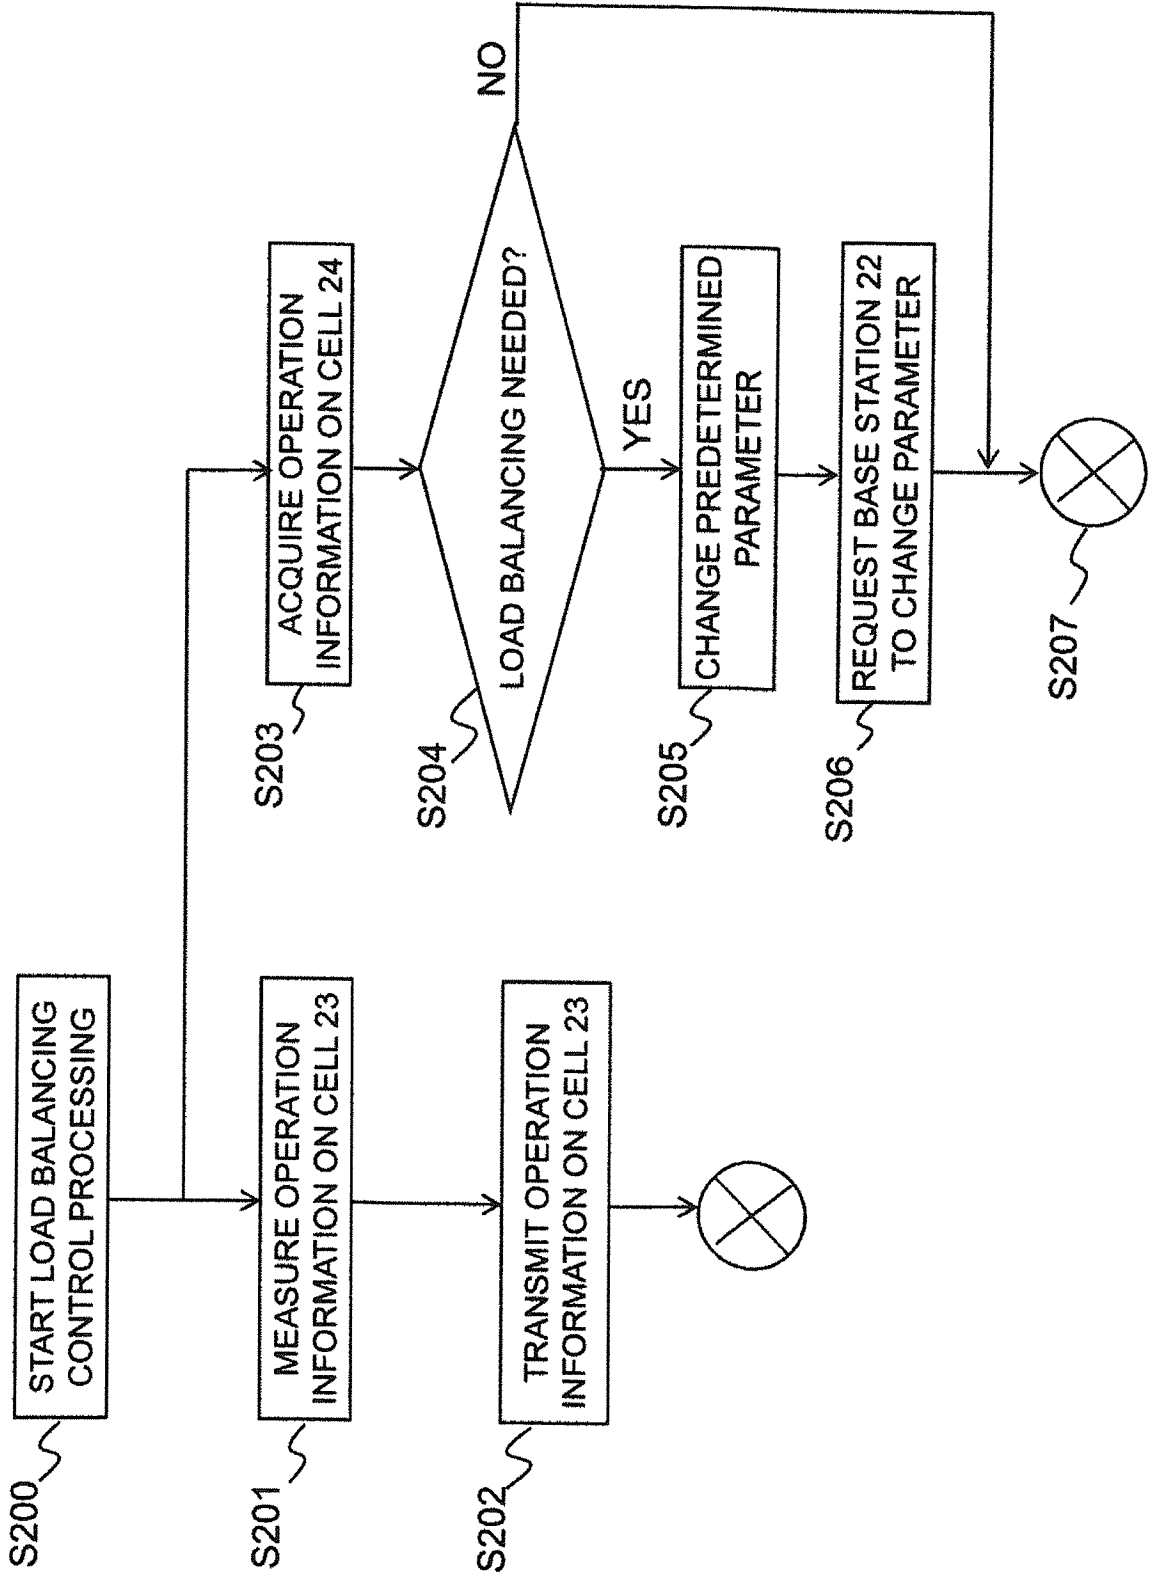 S200
START LOAD BALANCING
CONTROL PROCESSING
S201
MEASURE OPERATION
INFORMATION ON CELL 23
S202
TRANSMIT OPERATION
INFORMATION ON CELL 23
S203
ACQUIRE OPERATION
INFORMATION ON CELL 24
S204
LOAD BALANCING NEEDED?
NO
YES
S205
CHANGE PREDETERMINED
PARAMETER
S206
REQUEST BASE STATION 22
TO CHANGE PARAMETER
S207